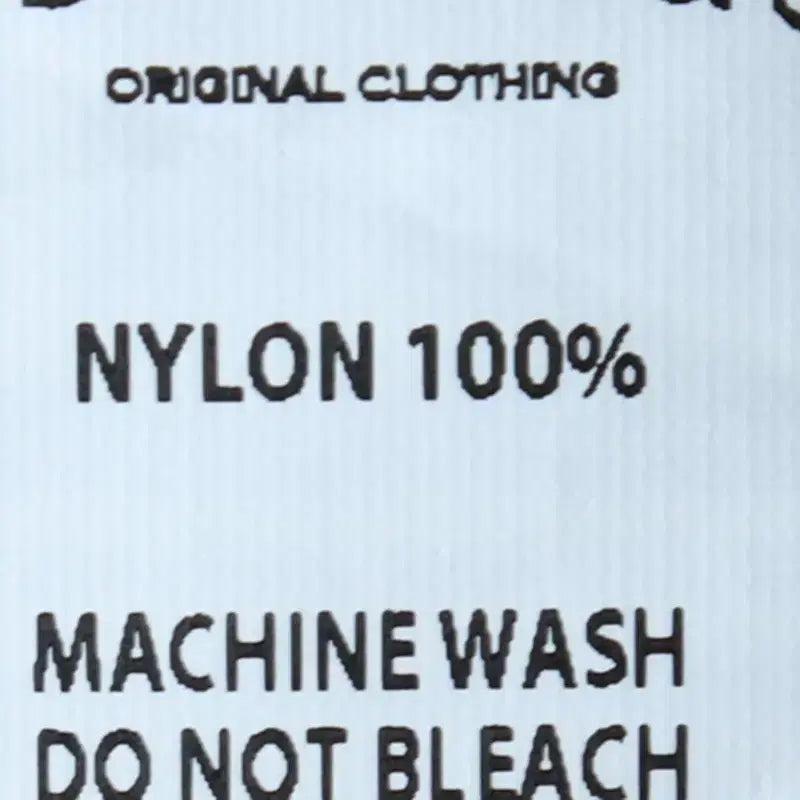 ORIGINAL CLOTHING
NYLON 100%
MACHINE WASH
DO NOT BLEACH